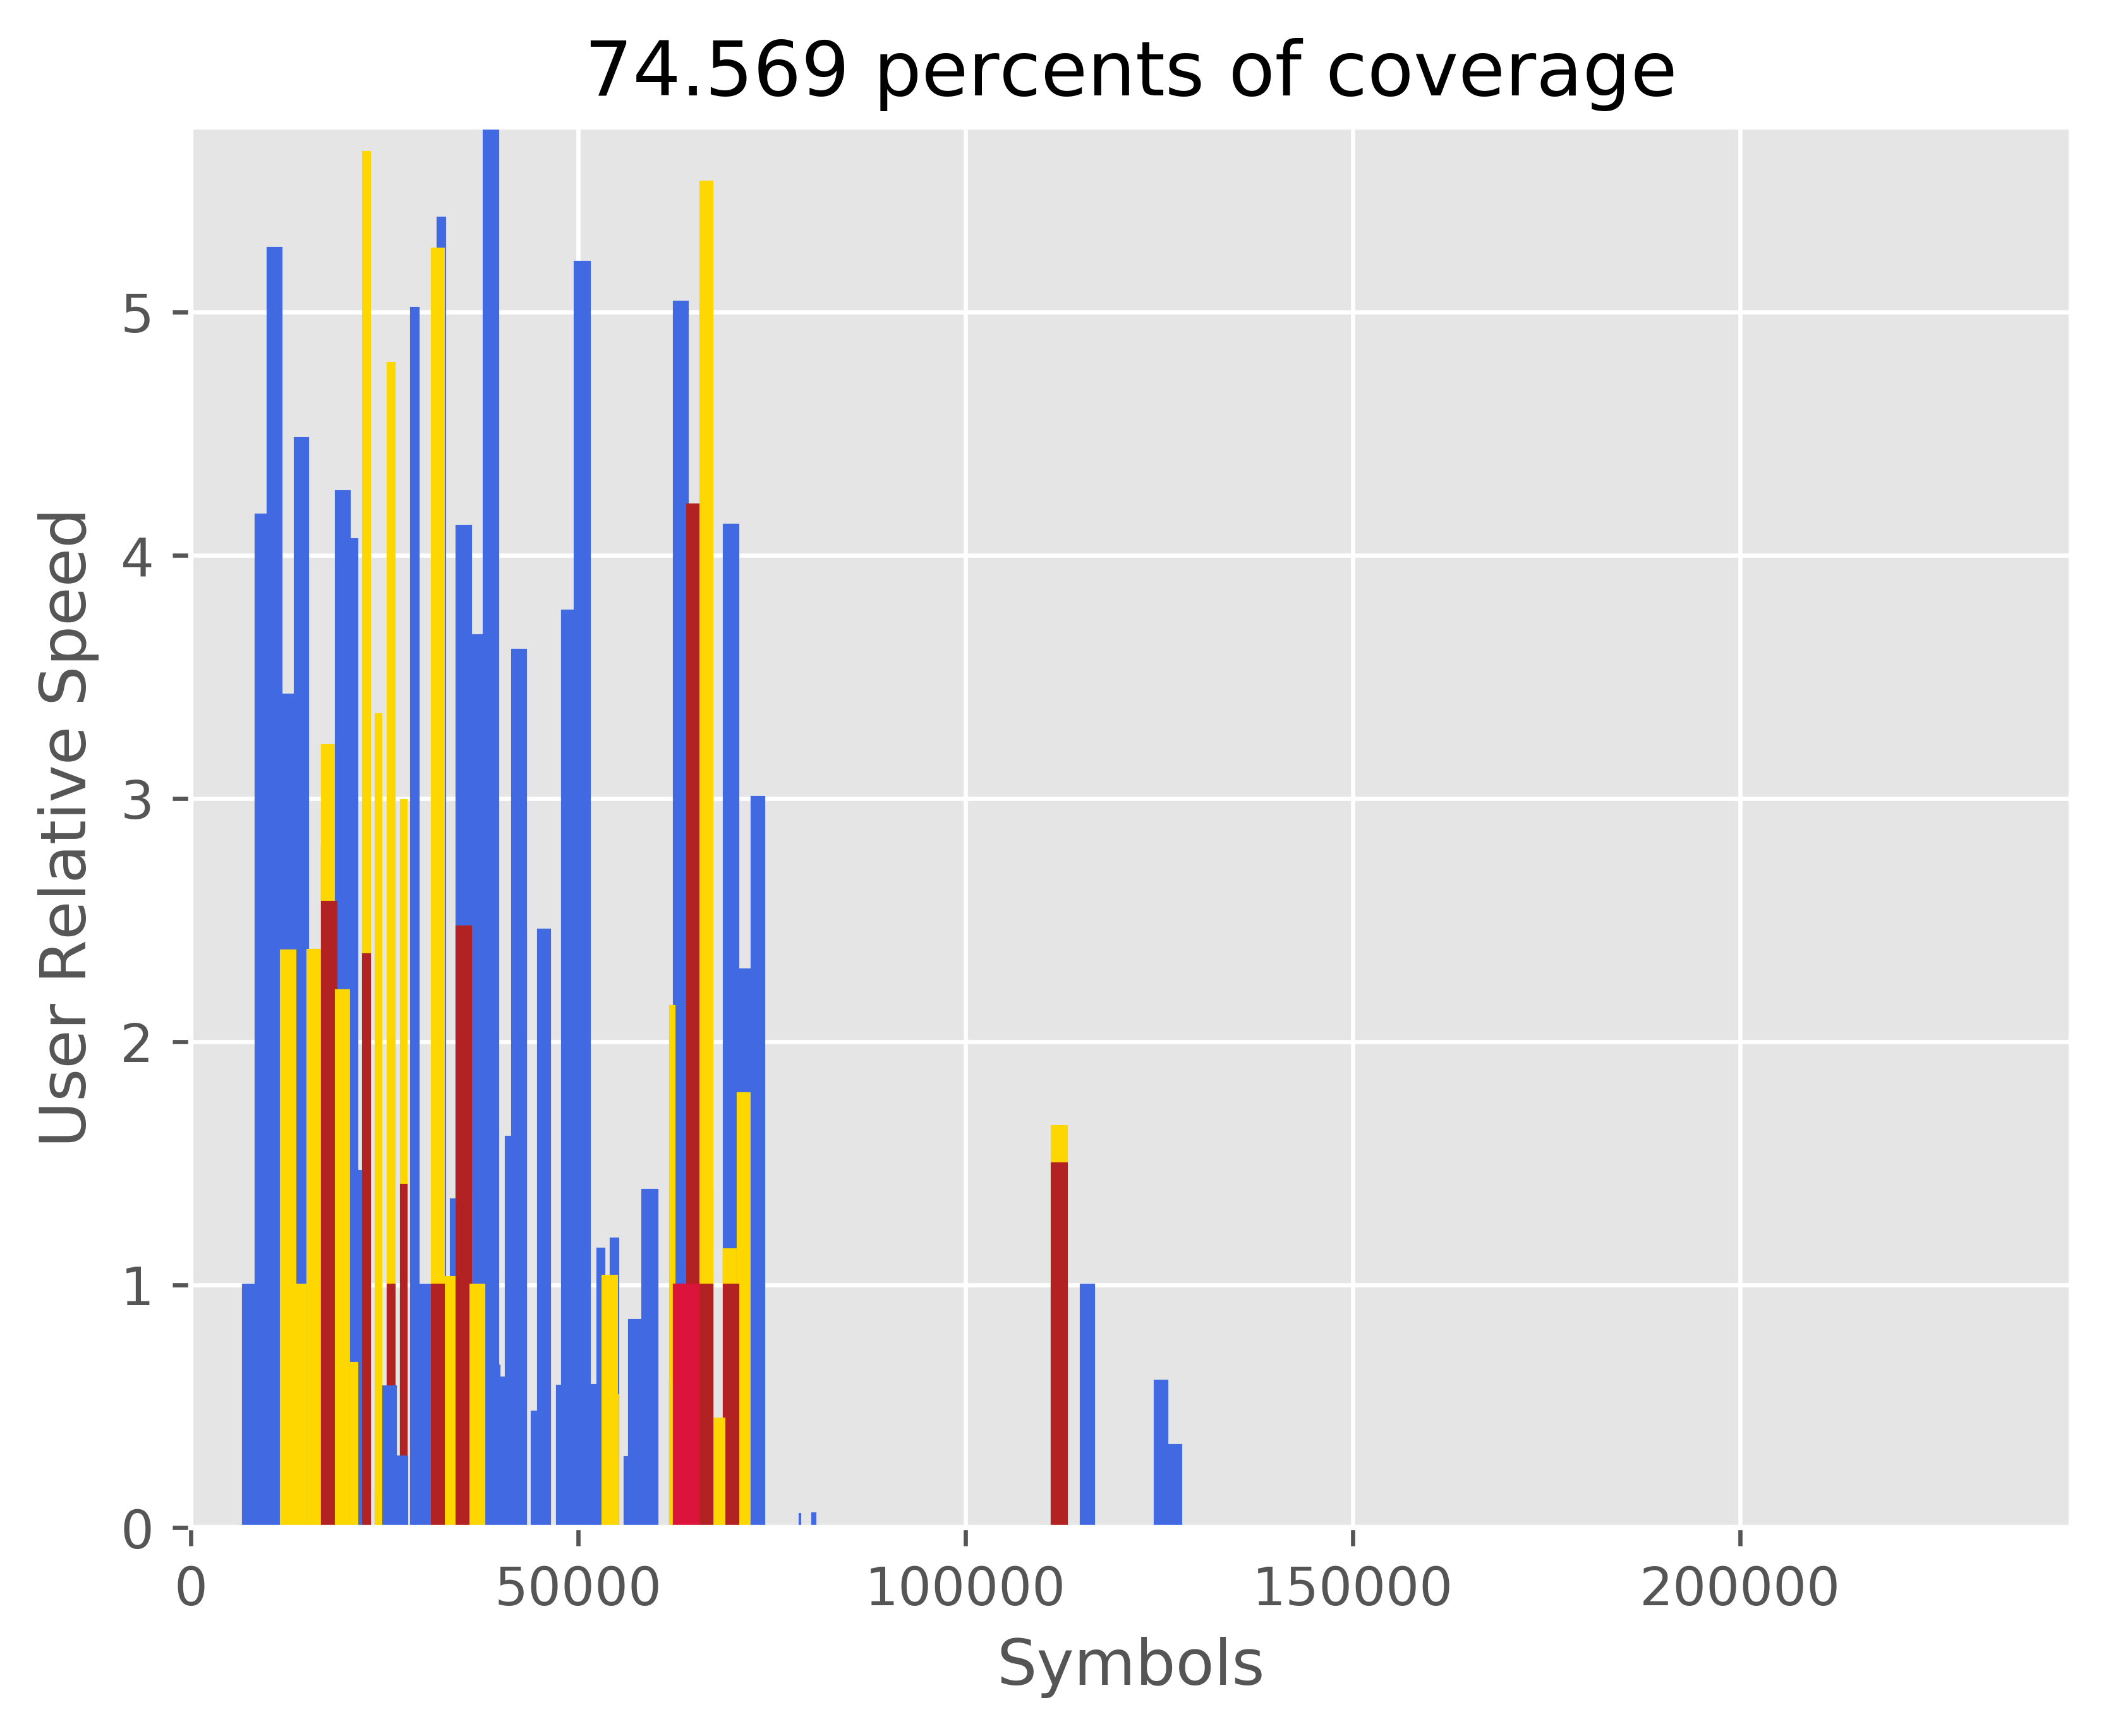 74.569 percents of coverage
User Relative Speed
5
4
3
2
1
0
0 50000 100000 150000 200000
Symbols